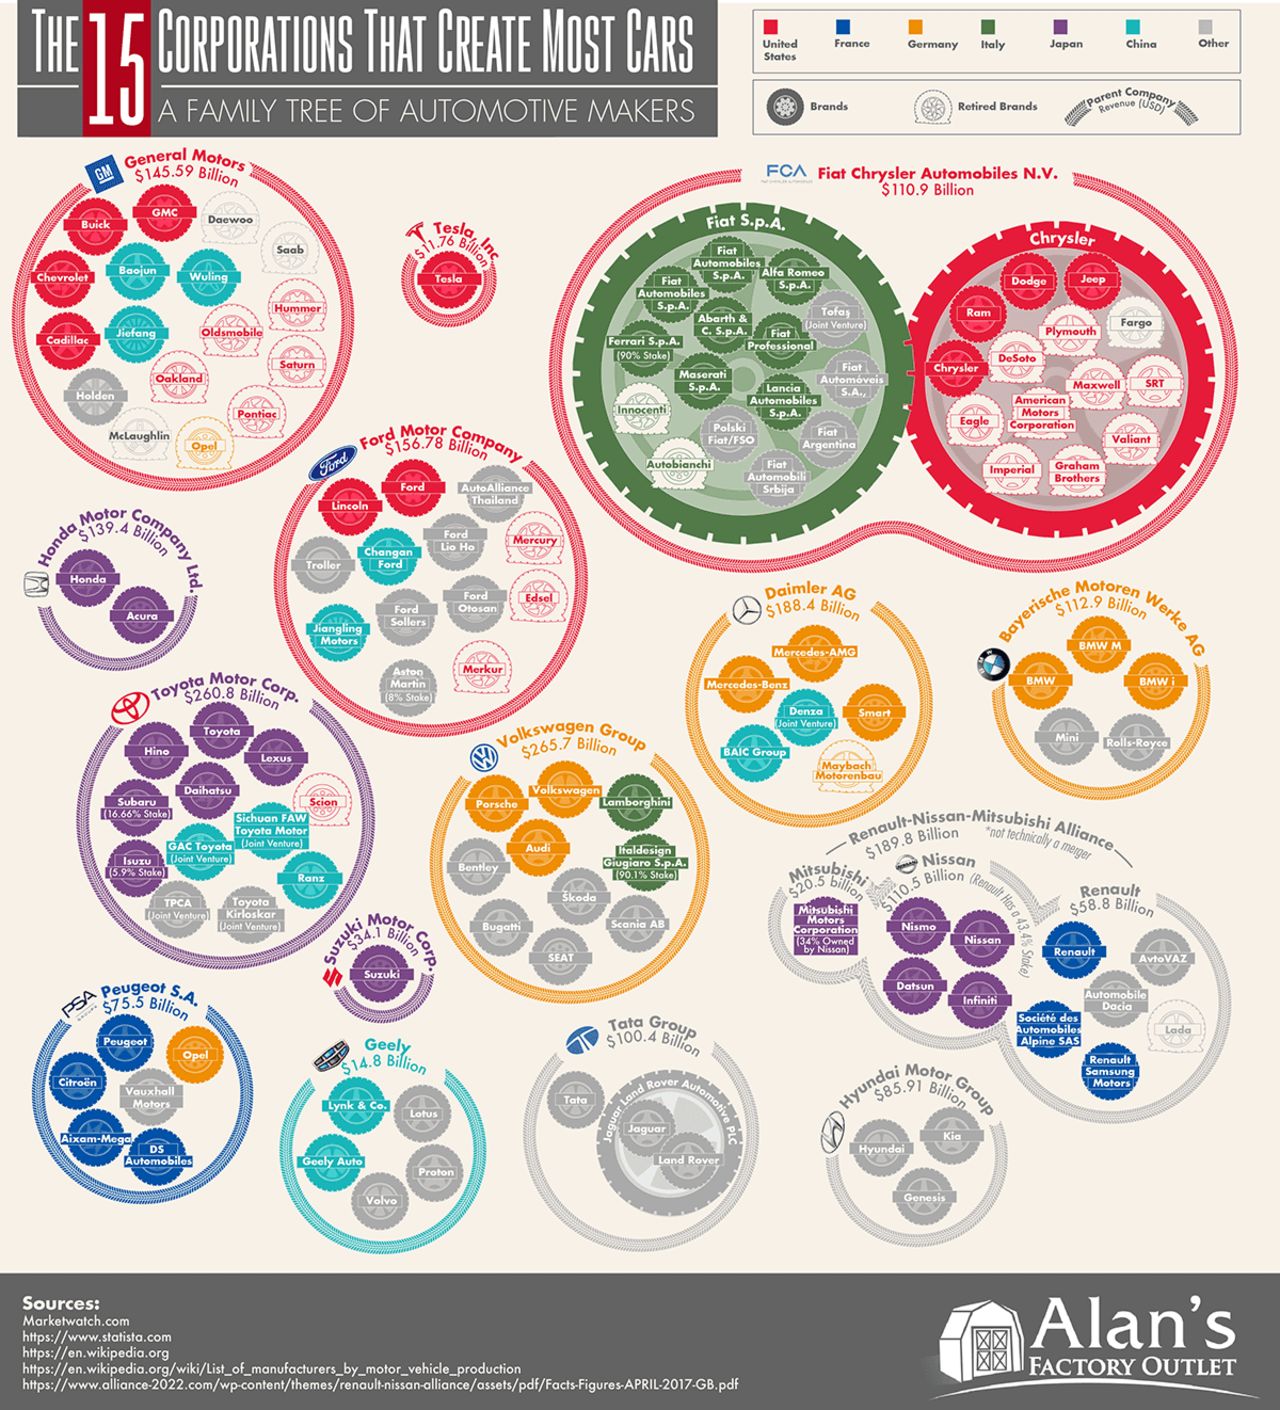 THE 15 CORPORATIONS THAT CREATE MOST CARS
A FAMILY TREE OF AUTOMOTIVE MAKERS
United
States
France
Germany
Italy
Japan
China
Other
Brands
Retired Brands
Parent Company
Revenue (USD)
GM
General Motors
$145.59 Billion
Buick
GMC
Daewoo
Saab
Chevrolet
Baojun
Wuling
Hummer
Cadillac
Jiefang
Oldsmobile
Saturn
Oakland
Holden
Pontiac
McLaughlin
Opel
Tesla, Inc.
$11.76 Billion
Tesla
FCA
Fiat Chrysler Automobiles N.V.
$110.9 Billion
Fiat S.p.A.
Fiat
Automobiles
S.p.A.
Alfa Romeo
S.p.A.
Fiat
Automobiles
S.p.A.
Abarth &
C. S.p.A.
Tofaş
(Joint Venture)
Ferrari S.p.A.
(90% Stake)
Fiat
Professional
Maserati
S.p.A.
Fiat
Automóveis
S.A.,
Lancia
Automobiles
S.p.A.
Innocenti
Polski
Fiat/FSO
Fiat
Argentina
Autobianchi
Fiat
Automobili
Srbija
Chrysler
Dodge
Jeep
Ram
Plymouth
Fargo
Chrysler
DeSoto
Maxwell
SRT
American
Motors
Corporation
Eagle
Valiant
Imperial
Graham
Brothers
Ford
Ford Motor Company
$156.78 Billion
Lincoln
Ford
AutoAlliance
Thailand
Mercury
Troller
Changan
Ford
Ford
Lio Ho
Edsel
Jiangling
Motors
Ford
Sollers
Ford
Otosan
Aston
Martin
(8% Stake)
Merkur
Honda Motor Company Ltd.
$139.4 Billion
Honda
Acura
Daimler AG
$188.4 Billion
Mercedes-AMG
Mercedes-Benz
Denza
(Joint Venture)
Smart
BAIC Group
Maybach
Motorenbau
Bayerische Motoren Werke AG
$112.9 Billion
BMW M
BMW
BMW i
Mini
Rolls-Royce
Toyota Motor Corp.
$260.8 Billion
Hino
Toyota
Lexus
Daihatsu
Subaru
(16.66% Stake)
Scion
Sichuan FAW
Toyota Motor
(Joint Venture)
GAC Toyota
(Joint Venture)
Isuzu
(5.9% Stake)
Ranz
TPCA
(Joint Venture)
Toyota
Kirloskar
(Joint Venture)
Volkswagen Group
$265.7 Billion
Porsche
Volkswagen
Lamborghini
Audi
Italdesign
Giugiaro S.p.A.
(90.1% Stake)
Bentley
Škoda
Bugatti
Scania AB
SEAT
Suzuki Motor Corp.
$34.1 Billion
Suzuki
Renault-Nissan-Mitsubishi Alliance
$189.8 Billion
*not technically a merger
Mitsubishi
$20.5 billion
Mitsubishi
Motors
Corporation
(34% Owned
by Nissan)
Nissan
$110.5 Billion
(Renault Has a 43.4% Stake)
Nismo
Nissan
Datsun
Infiniti
Renault
$58.8 Billion
Renault
AvtoVAZ
Automobile
Dacia
Société des
Automobiles
Alpine SAS
Lada
Renault
Samsung
Motors
PSA
Peugeot S.A.
$75.5 Billion
Peugeot
Opel
Citroën
Vauxhall
Motors
Aixam-Mega
DS
Automobiles
Geely
$14.8 Billion
Lynk & Co.
Lotus
Geely Auto
Proton
Volvo
Tata Group
$100.4 Billion
Tata
Jaguar Land Rover Automotive PLC
Jaguar
Land Rover
Hyundai Motor Group
$85.91 Billion
Hyundai
Kia
Genesis
Sources:
Marketwatch.com
https://www.statista.com
https://en.wikipedia.org
https://en.wikipedia.org/wiki/List_of_manufacturers_by_motor_vehicle_production
https://www.alliance-2022.com/wp-content/themes/renault-nissan-alliance/assets/pdf/Facts-Figures-APRIL-2017-GB.pdf
Alan's
FACTORY OUTLET